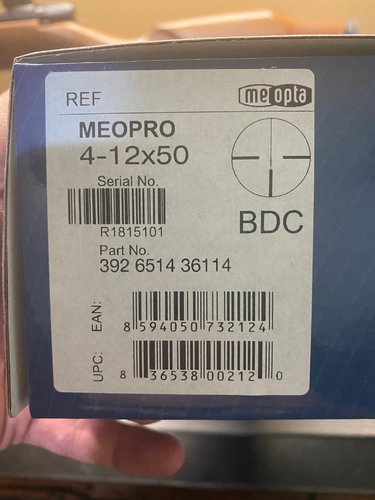 REF
meopta
MEOPRO
4-12x50
Serial No.
R1815101
BDC
Part No.
392 6514 36114
EAN:
8 594050 732124
UPC:
8 36538 00212 0